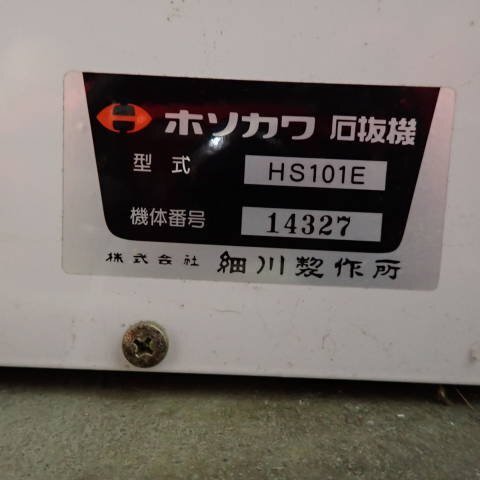 ホソカワ 石抜機
型式 HS101E
機体番号 14327
株式会社 細川製作所